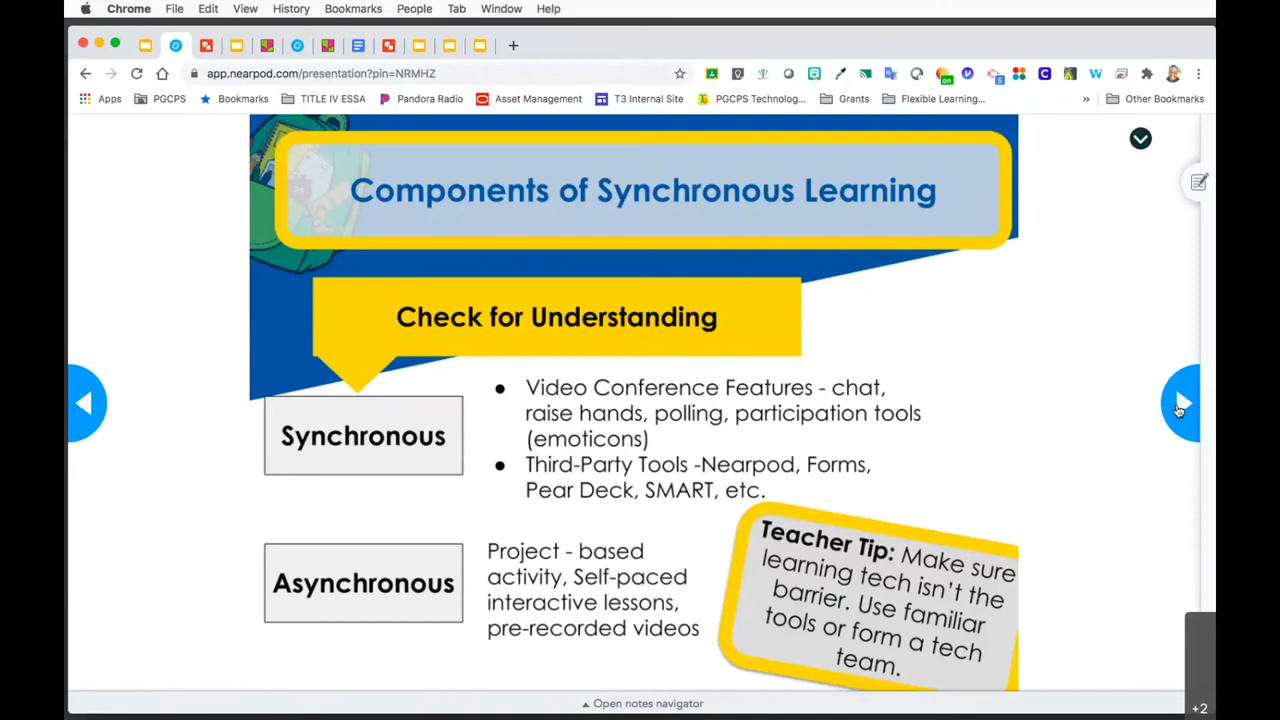 Chrome File Edit View History Bookmarks People Tab Window Help
app.nearpod.com/presentation?pin=NRMHZ
Apps PGCPS Bookmarks TITLE IV ESSA Pandora Radio Asset Management T3 Internal Site PGCPS Technolog... Grants Flexible Learning... » Other Bookmarks
Components of Synchronous Learning
Check for Understanding
Synchronous
● Video Conference Features - chat,
raise hands, polling, participation tools
(emoticons)
● Third-Party Tools -Nearpod, Forms,
Pear Deck, SMART, etc.
Asynchronous
Project - based
activity, Self-paced
interactive lessons,
pre-recorded videos
Teacher Tip: Make sure
learning tech isn't the
barrier. Use familiar
tools or form a tech
team.
Open notes navigator
+2